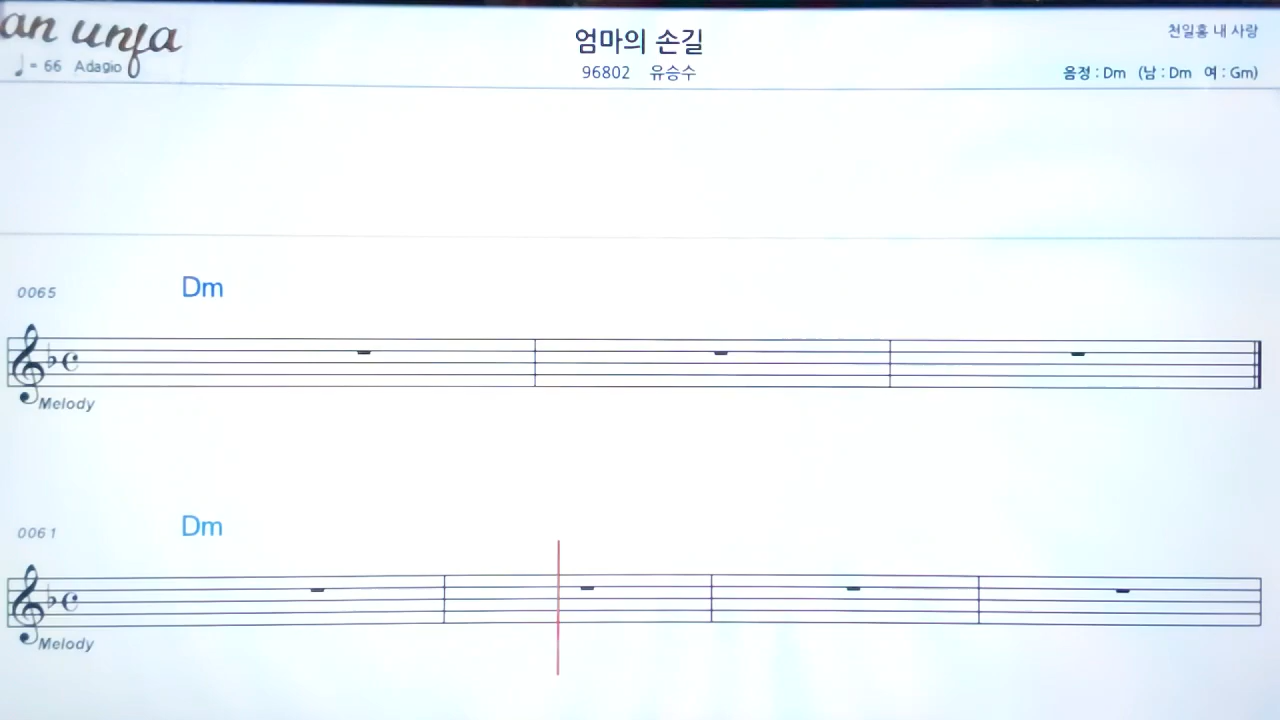 an unfa
♩= 66 Adagio
엄마의 손길
96802 유승수
천일홍 내 사랑
음정 : Dm (남 : Dm 여 : Gm)
0065
Dm
Melody
0061
Dm
Melody